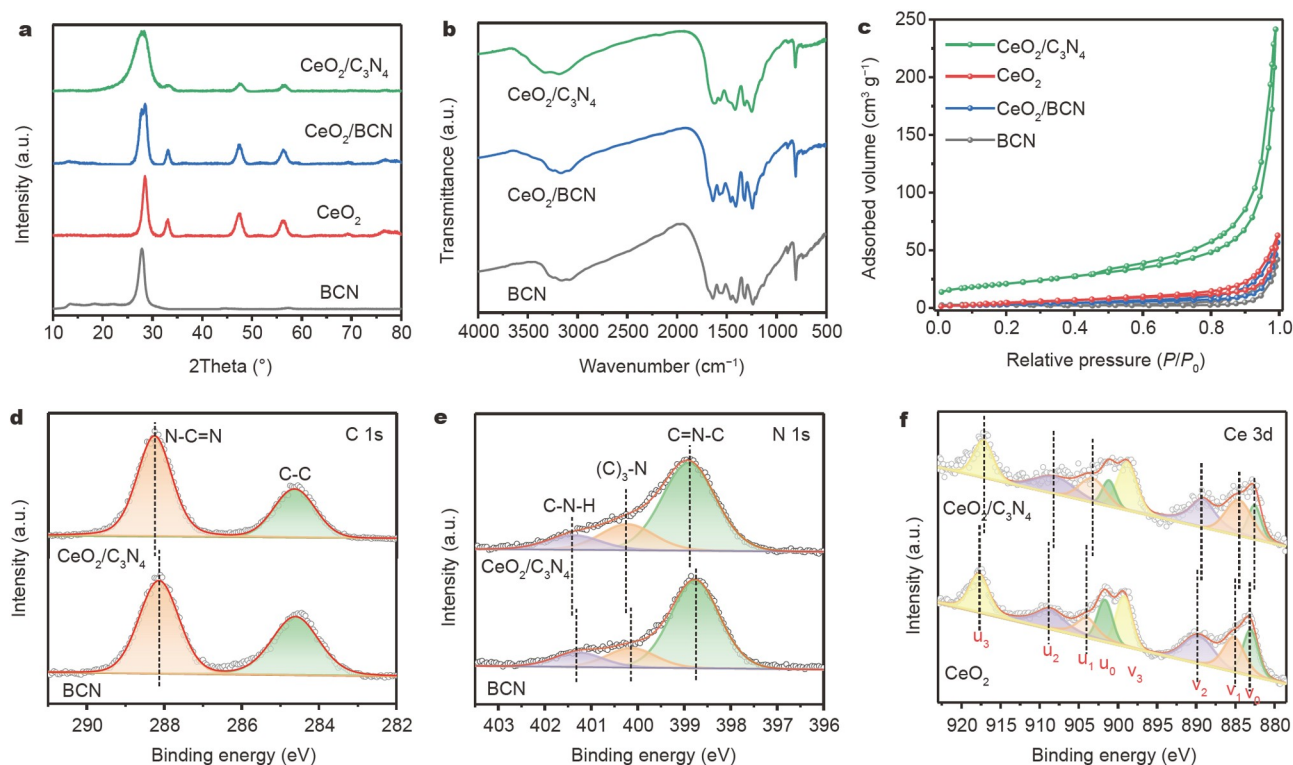 a
CeO2/C3N4
CeO2/BCN
CeO2
BCN
Intensity (a.u.)
10 20 30 40 50 60 70 80
2Theta (°)
b
CeO2/C3N4
CeO2/BCN
BCN
Transmittance (a.u.)
4000 3500 3000 2500 2000 1500 1000 500
Wavenumber (cm−1)
c
CeO2/C3N4
CeO2
CeO2/BCN
BCN
Adsorbed volume (cm3 g−1)
250
200
150
100
50
0
0.0 0.2 0.4 0.6 0.8 1.0
Relative pressure (P/P0)
d
C 1s
N-C=N
C-C
CeO2/C3N4
BCN
Intensity (a.u.)
290 288 286 284 282
Binding energy (eV)
e
N 1s
C=N-C
(C)3-N
C-N-H
CeO2/C3N4
BCN
Intensity (a.u.)
403 402 401 400 399 398 397 396
Binding energy (eV)
f
Ce 3d
CeO2/C3N4
CeO2
u3 u2 u1 u0 v3 v2 v1 v0
Intensity (a.u.)
920 915 910 905 900 895 890 885 880
Binding energy (eV)